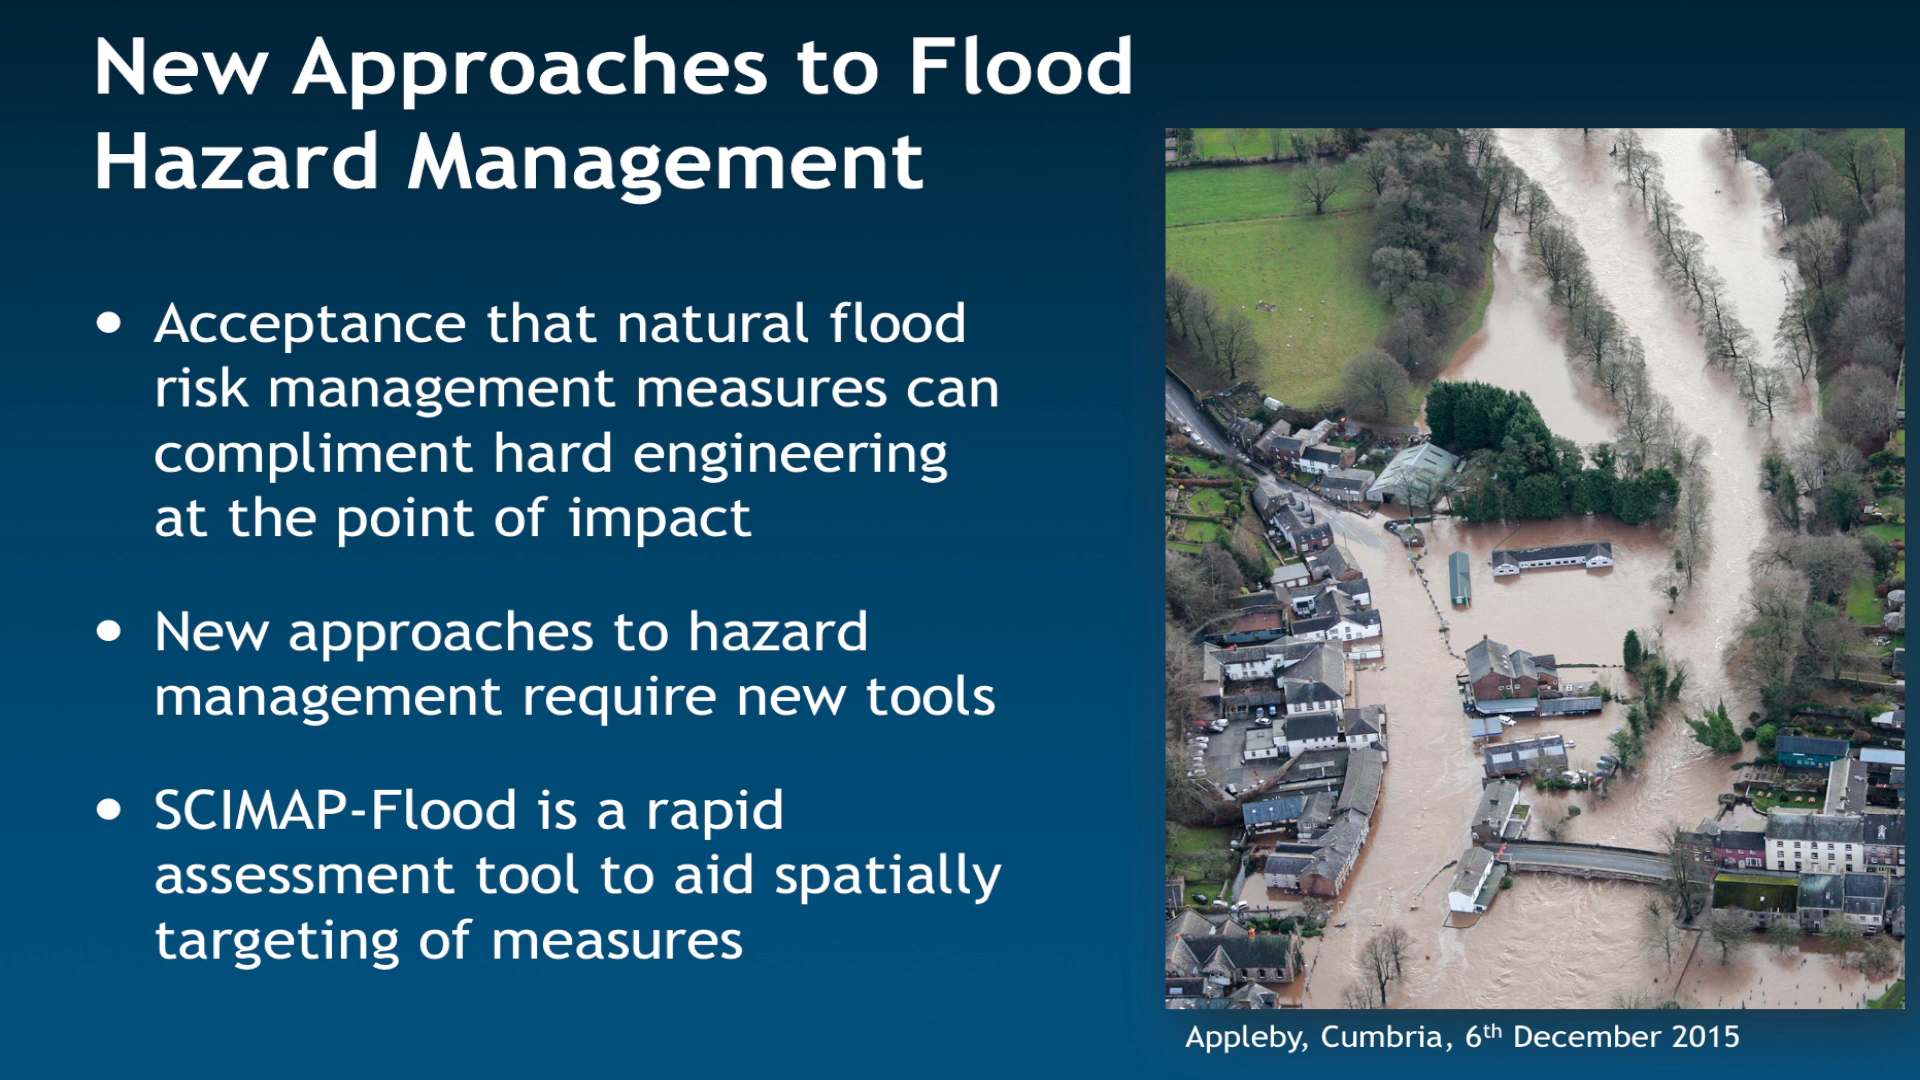 New Approaches to Flood
Hazard Management
• Acceptance that natural flood
risk management measures can
compliment hard engineering
at the point of impact
• New approaches to hazard
management require new tools
• SCIMAP-Flood is a rapid
assessment tool to aid spatially
targeting of measures
Appleby, Cumbria, 6th December 2015